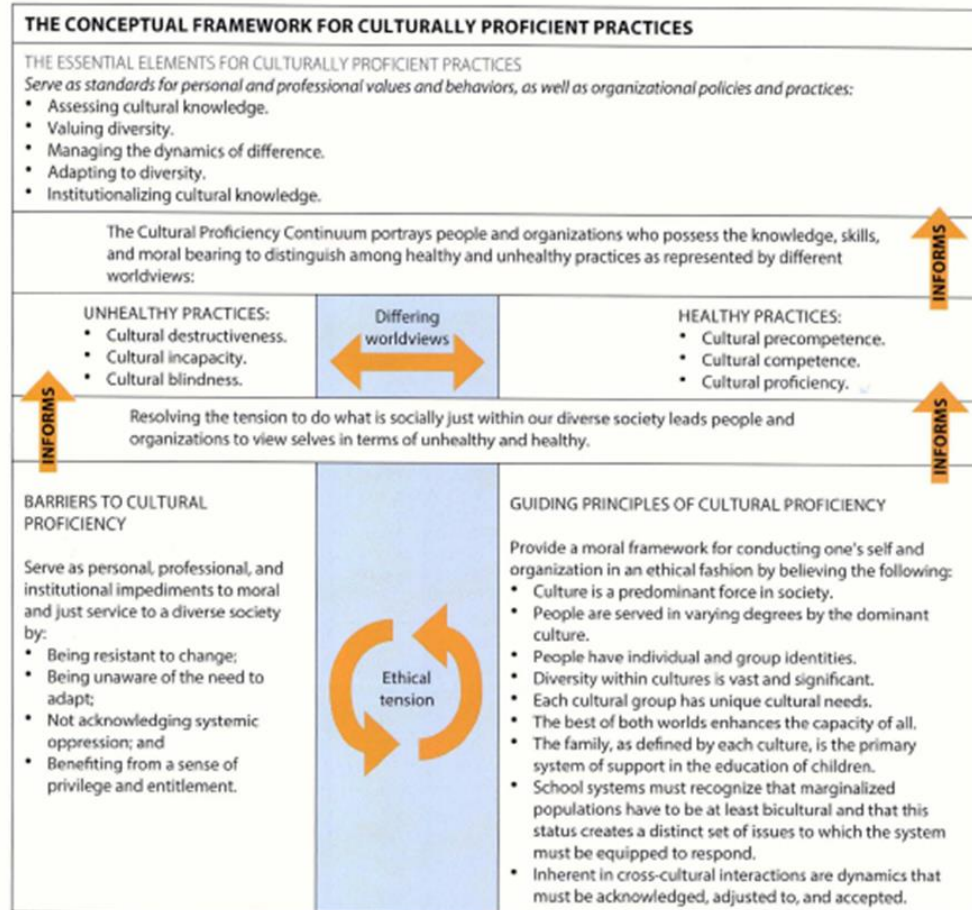 THE CONCEPTUAL FRAMEWORK FOR CULTURALLY PROFICIENT PRACTICES
THE ESSENTIAL ELEMENTS FOR CULTURALLY PROFICIENT PRACTICES
Serve as standards for personal and professional values and behaviors, as well as organizational policies and practices:
• Assessing cultural knowledge.
• Valuing diversity.
• Managing the dynamics of difference.
• Adapting to diversity.
• Institutionalizing cultural knowledge.
The Cultural Proficiency Continuum portrays people and organizations who possess the knowledge, skills,
and moral bearing to distinguish among healthy and unhealthy practices as represented by different
worldviews:
INFORMS
UNHEALTHY PRACTICES:
• Cultural destructiveness.
• Cultural incapacity.
• Cultural blindness.
Differing
worldviews
HEALTHY PRACTICES:
• Cultural precompetence.
• Cultural competence.
• Cultural proficiency.
INFORMS
Resolving the tension to do what is socially just within our diverse society leads people and
organizations to view selves in terms of unhealthy and healthy.
INFORMS
BARRIERS TO CULTURAL
PROFICIENCY
Serve as personal, professional, and
institutional impediments to moral
and just service to a diverse society
by:
• Being resistant to change;
• Being unaware of the need to
adapt;
• Not acknowledging systemic
oppression; and
• Benefiting from a sense of
privilege and entitlement.
Ethical
tension
GUIDING PRINCIPLES OF CULTURAL PROFICIENCY
Provide a moral framework for conducting one's self and
organization in an ethical fashion by believing the following:
• Culture is a predominant force in society.
• People are served in varying degrees by the dominant
culture.
• People have individual and group identities.
• Diversity within cultures is vast and significant.
• Each cultural group has unique cultural needs.
• The best of both worlds enhances the capacity of all.
• The family, as defined by each culture, is the primary
system of support in the education of children.
• School systems must recognize that marginalized
populations have to be at least bicultural and that this
status creates a distinct set of issues to which the system
must be equipped to respond.
• Inherent in cross-cultural interactions are dynamics that
must be acknowledged, adjusted to, and accepted.